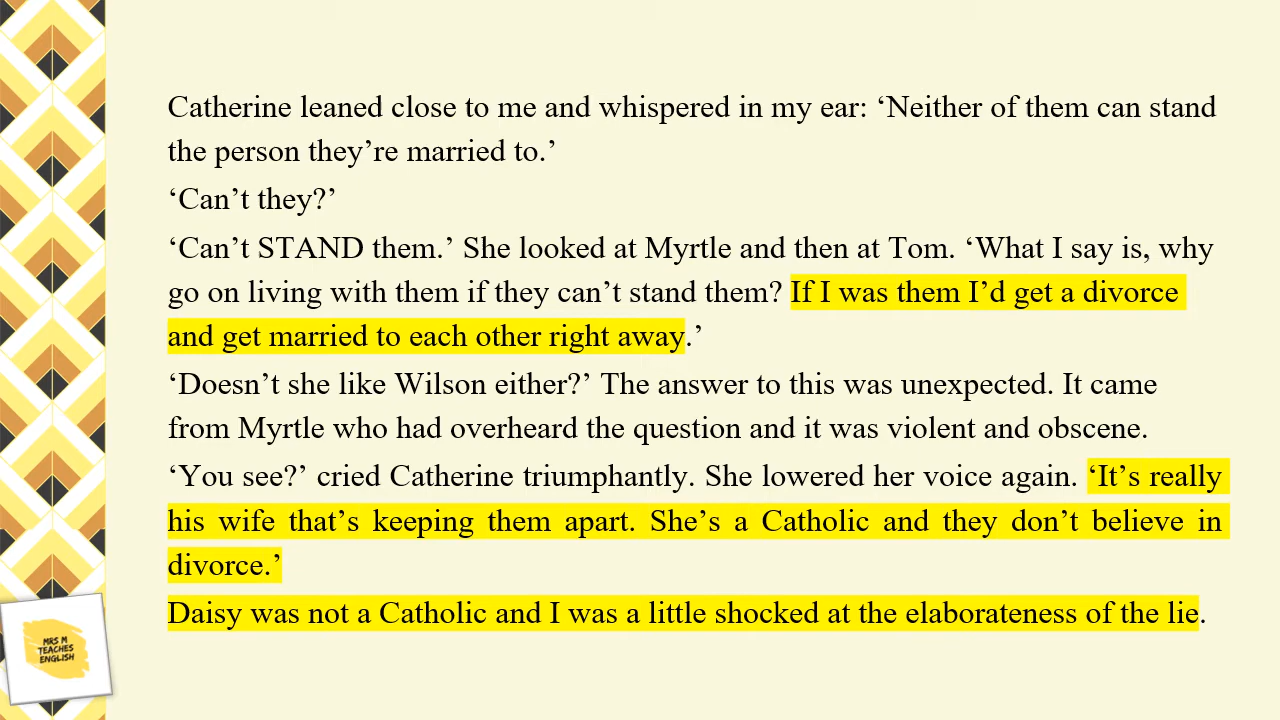 Catherine leaned close to me and whispered in my ear: ‘Neither of them can stand
the person they’re married to.’
‘Can’t they?’
‘Can’t STAND them.’ She looked at Myrtle and then at Tom. ‘What I say is, why
go on living with them if they can’t stand them? If I was them I’d get a divorce
and get married to each other right away.’
‘Doesn’t she like Wilson either?’ The answer to this was unexpected. It came
from Myrtle who had overheard the question and it was violent and obscene.
‘You see?’ cried Catherine triumphantly. She lowered her voice again. ‘It’s really
his wife that’s keeping them apart. She’s a Catholic and they don’t believe in
divorce.’
Daisy was not a Catholic and I was a little shocked at the elaborateness of the lie.
MRS M
TEACHES
ENGLISH